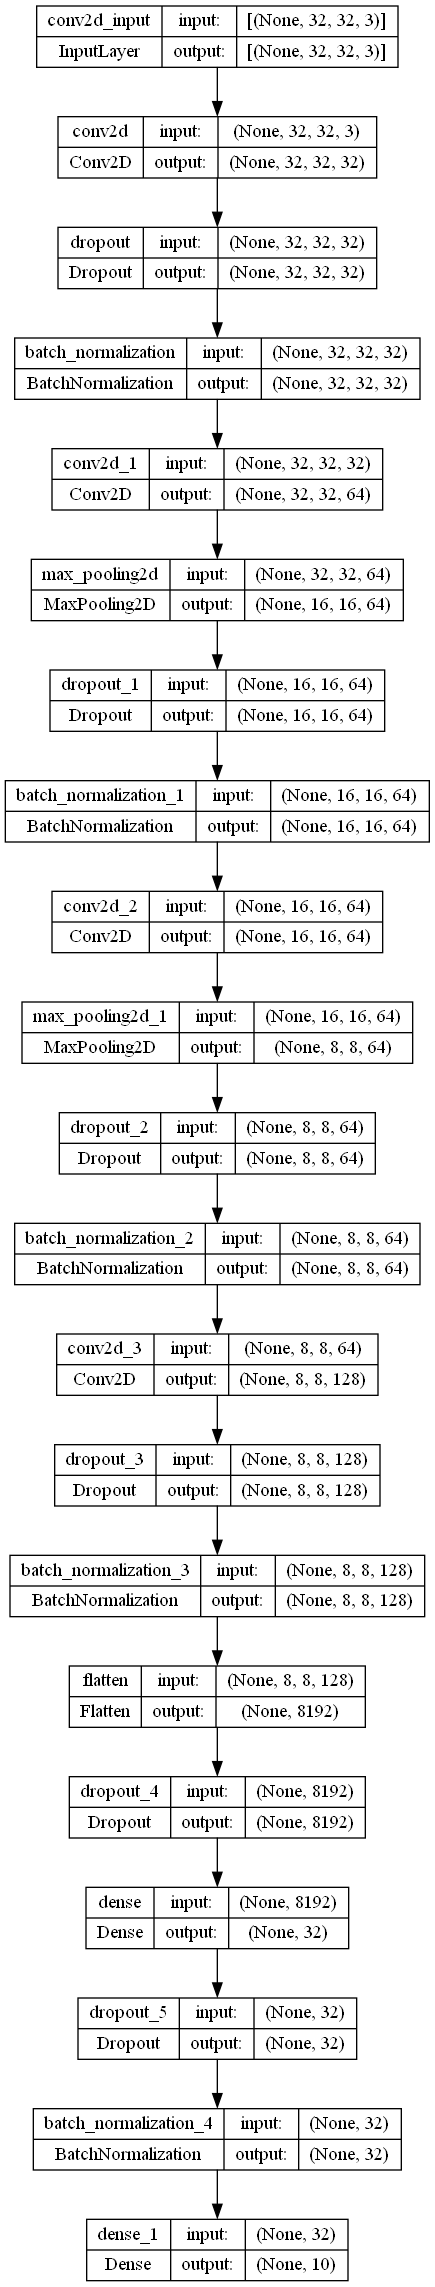 conv2d_input input: [(None, 32, 32, 3)]
InputLayer output: [(None, 32, 32, 3)]
conv2d input: (None, 32, 32, 3)
Conv2D output: (None, 32, 32, 32)
dropout input: (None, 32, 32, 32)
Dropout output: (None, 32, 32, 32)
batch_normalization input: (None, 32, 32, 32)
BatchNormalization output: (None, 32, 32, 32)
conv2d_1 input: (None, 32, 32, 32)
Conv2D output: (None, 32, 32, 64)
max_pooling2d input: (None, 32, 32, 64)
MaxPooling2D output: (None, 16, 16, 64)
dropout_1 input: (None, 16, 16, 64)
Dropout output: (None, 16, 16, 64)
batch_normalization_1 input: (None, 16, 16, 64)
BatchNormalization output: (None, 16, 16, 64)
conv2d_2 input: (None, 16, 16, 64)
Conv2D output: (None, 16, 16, 64)
max_pooling2d_1 input: (None, 16, 16, 64)
MaxPooling2D output: (None, 8, 8, 64)
dropout_2 input: (None, 8, 8, 64)
Dropout output: (None, 8, 8, 64)
batch_normalization_2 input: (None, 8, 8, 64)
BatchNormalization output: (None, 8, 8, 64)
conv2d_3 input: (None, 8, 8, 64)
Conv2D output: (None, 8, 8, 128)
dropout_3 input: (None, 8, 8, 128)
Dropout output: (None, 8, 8, 128)
batch_normalization_3 input: (None, 8, 8, 128)
BatchNormalization output: (None, 8, 8, 128)
flatten input: (None, 8, 8, 128)
Flatten output: (None, 8192)
dropout_4 input: (None, 8192)
Dropout output: (None, 8192)
dense input: (None, 8192)
Dense output: (None, 32)
dropout_5 input: (None, 32)
Dropout output: (None, 32)
batch_normalization_4 input: (None, 32)
BatchNormalization output: (None, 32)
dense_1 input: (None, 32)
Dense output: (None, 10)